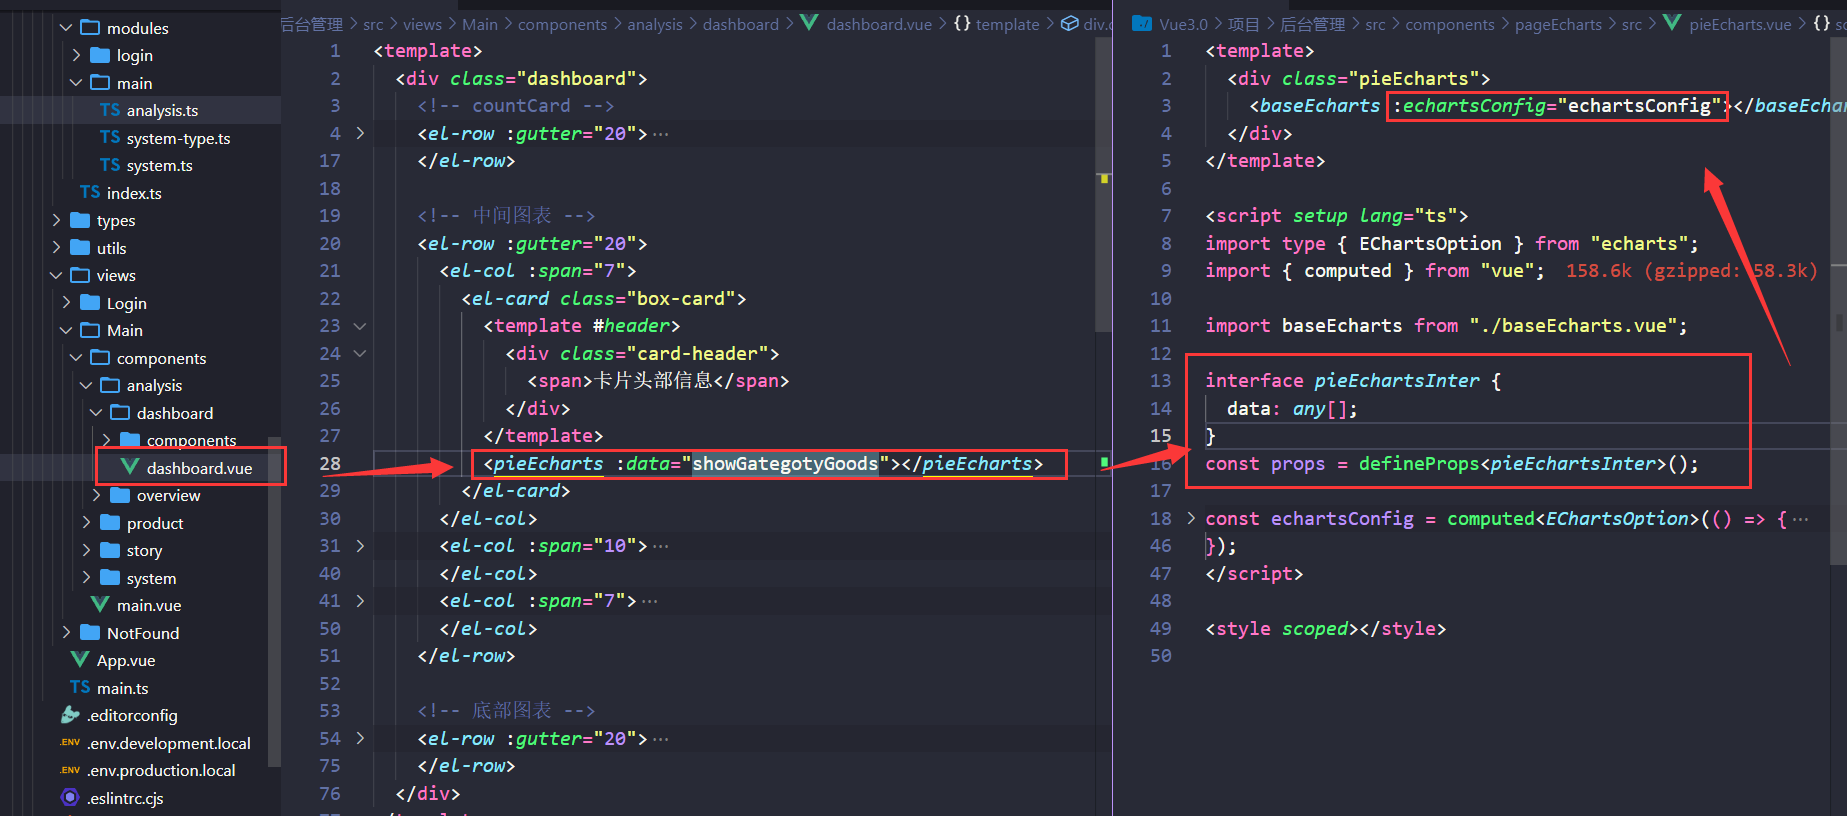 modules
login
main
TS analysis.ts
TS system-type.ts
TS system.ts
TS index.ts
types
utils
views
Login
Main
components
analysis
dashboard
components
dashboard.vue
overview
product
story
system
main.vue
NotFound
App.vue
TS main.ts
.editorconfig
.ENV .env.development.local
.ENV .env.production.local
.eslintrc.cjs
后台管理 > src > views > Main > components > analysis > dashboard > dashboard.vue > {} template > div.c
1 <template>
2 <div class="dashboard">
3 <!-- countCard -->
4 > <el-row :gutter="20"> ···
17 </el-row>
18
19 <!-- 中间图表 -->
20 <el-row :gutter="20">
21 <el-col :span="7">
22 <el-card class="box-card">
23 <template #header>
24 <div class="card-header">
25 <span>卡片头部信息</span>
26 </div>
27 </template>
28 <pieEcharts :data="showGategotyGoods"></pieEcharts>
29 </el-card>
30 </el-col>
31 > <el-col :span="10"> ···
40 </el-col>
41 > <el-col :span="7"> ···
50 </el-col>
51 </el-row>
52
53 <!-- 底部图表 -->
54 > <el-row :gutter="20"> ···
75 </el-row>
76 </div>
Vue3.0 > 项目 > 后台管理 > src > components > pageEcharts > src > pieEcharts.vue > {} sc
1 <template>
2 <div class="pieEcharts">
3 <baseEcharts :echartsConfig="echartsConfig"></baseEchar
4 </div>
5 </template>
6
7 <script setup lang="ts">
8 import type { EChartsOption } from "echarts";
9 import { computed } from "vue"; 158.6k (gzipped: 58.3k)
10
11 import baseEcharts from "./baseEcharts.vue";
12
13 interface pieEchartsInter {
14 data: any[];
15 }
16 const props = defineProps<pieEchartsInter>();
17
18 > const echartsConfig = computed<EChartsOption>(() => { ···
46 });
47 </script>
48
49 <style scoped></style>
50